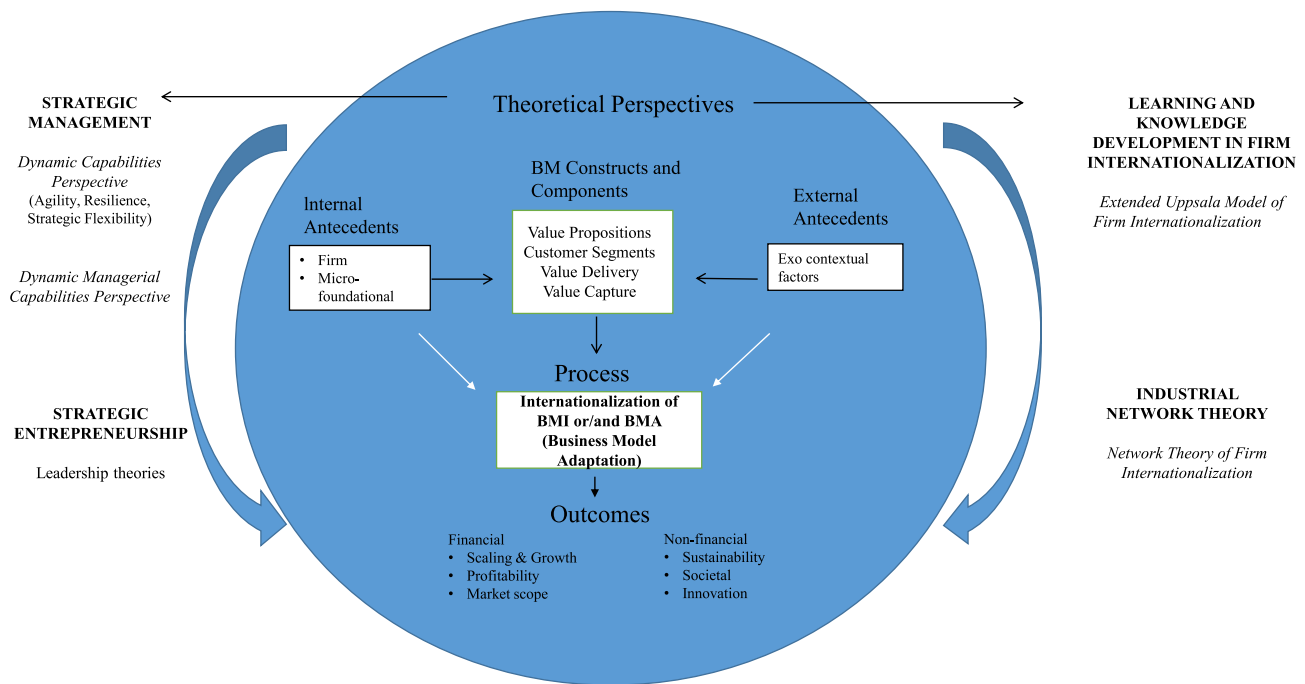 Theoretical Perspectives
STRATEGIC
MANAGEMENT
Dynamic Capabilities
Perspective
(Agility, Resilience,
Strategic Flexibility)
Dynamic Managerial
Capabilities Perspective
STRATEGIC
ENTREPRENEURSHIP
Leadership theories
Internal
Antecedents
• Firm
• Micro-
foundational
BM Constructs and
Components
Value Propositions
Customer Segments
Value Delivery
Value Capture
External
Antecedents
Exo contextual
factors
Process
Internationalization of
BMI or/and BMA
(Business Model
Adaptation)
Outcomes
Financial
• Scaling & Growth
• Profitability
• Market scope
Non-financial
• Sustainability
• Societal
• Innovation
LEARNING AND
KNOWLEDGE
DEVELOPMENT IN FIRM
INTERNATIONALIZATION
Extended Uppsala Model of
Firm Internationalization
INDUSTRIAL
NETWORK THEORY
Network Theory of Firm
Internationalization